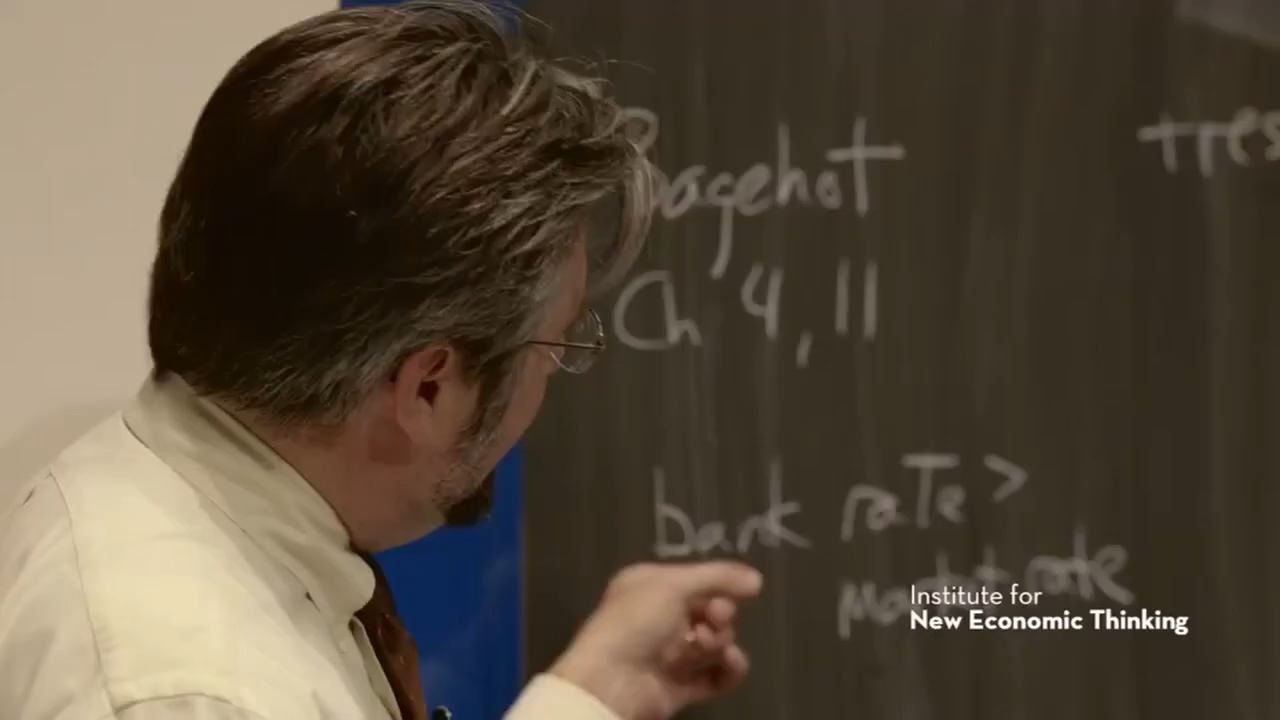 Bagehot
Ch 4, 11
bank rate >
market rate
Institute for
New Economic Thinking